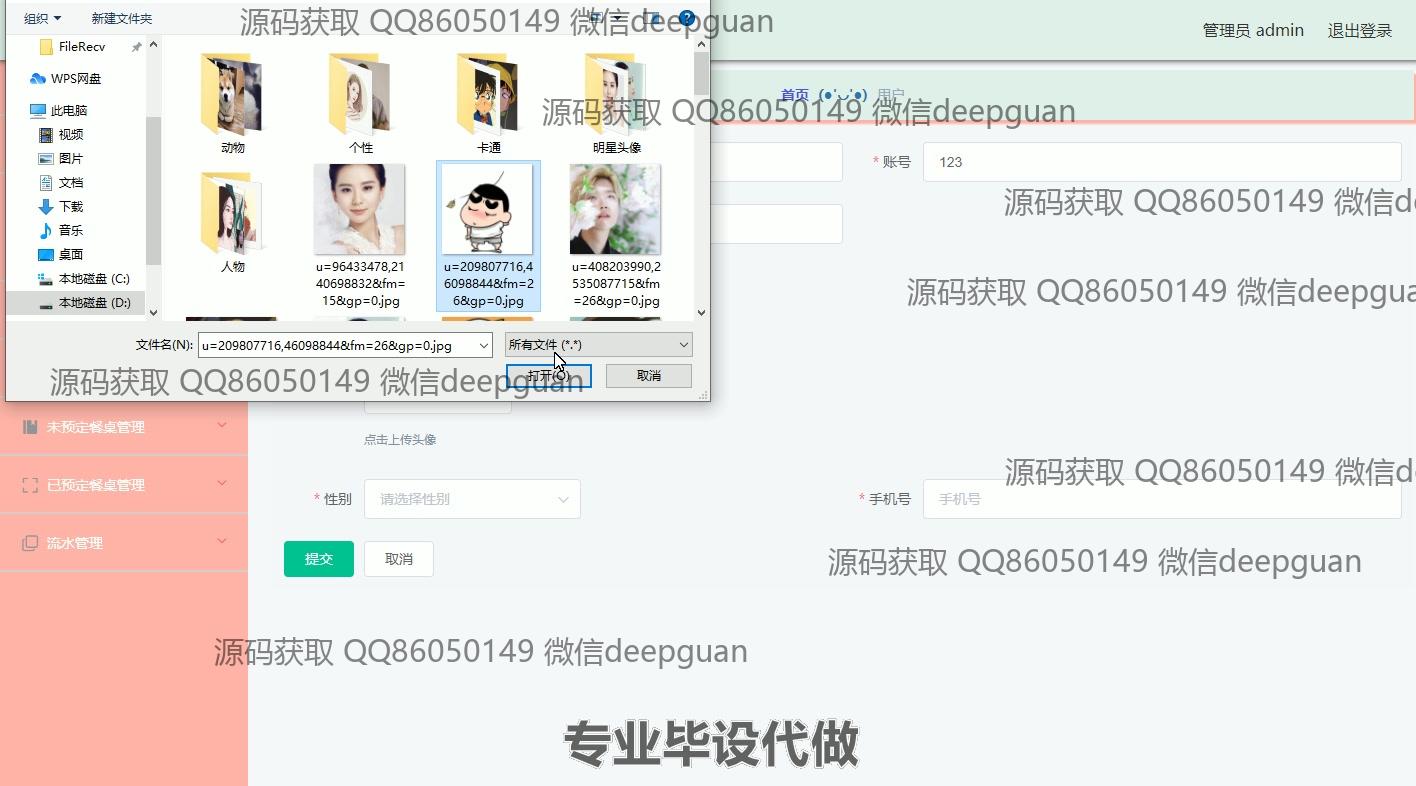 组织
新建文件夹
源码获取 QQ86050149 微信deepguan
管理员 admin
退出登录
FileRecv
WPS网盘
此电脑
视频
图片
文档
下载
音乐
桌面
本地磁盘 (C:)
本地磁盘 (D:)
动物
个性
卡通
明星头像
人物
u=96433478,21
40698832&fm=
15&gp=0.jpg
u=209807716,4
6098844&fm=2
6&gp=0.jpg
u=408203990,2
535087715&fm
=26&gp=0.jpg
首页
(●'◡'●)
用户
源码获取 QQ86050149 微信deepguan
* 账号
123
源码获取 QQ86050149 微信d
源码获取 QQ86050149 微信deepgua
文件名(N):
u=209807716,46098844&fm=26&gp=0.jpg
所有文件 (*.*)
打开(O)
取消
源码获取 QQ86050149 微信deepguan
未预定餐桌管理
点击上传头像
已预定餐桌管理
源码获取 QQ86050149 微信d
* 性别
请选择性别
* 手机号
手机号
流水管理
提交
取消
源码获取 QQ86050149 微信deepguan
源码获取 QQ86050149 微信deepguan
专业毕设代做